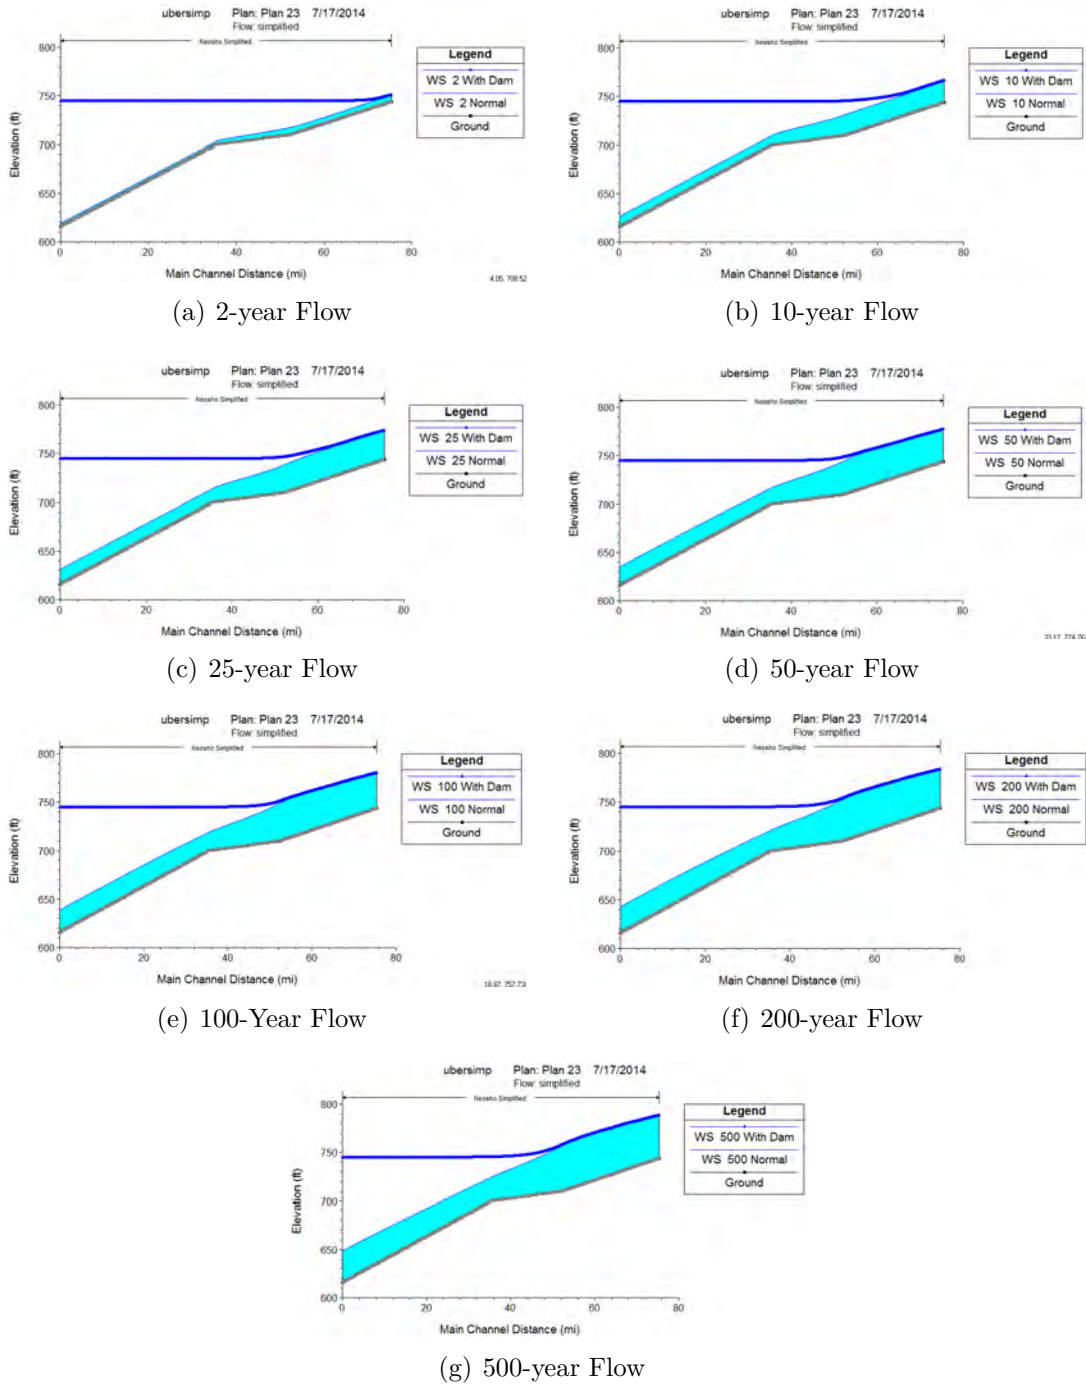 ubersimp Plan: Plan 23 7/17/2014
Flow: simplified
Neosho Simplified
Legend
WS 2 With Dam
WS 2 Normal
Ground
Elevation (ft)
800
750
700
650
600
0 20 40 60 80
Main Channel Distance (mi)
(a) 2-year Flow
ubersimp Plan: Plan 23 7/17/2014
Flow: simplified
Neosho Simplified
Legend
WS 10 With Dam
WS 10 Normal
Ground
Elevation (ft)
800
750
700
650
600
0 20 40 60 80
Main Channel Distance (mi)
(b) 10-year Flow
ubersimp Plan: Plan 23 7/17/2014
Flow: simplified
Neosho Simplified
Legend
WS 25 With Dam
WS 25 Normal
Ground
Elevation (ft)
800
750
700
650
600
0 20 40 60 80
Main Channel Distance (mi)
(c) 25-year Flow
ubersimp Plan: Plan 23 7/17/2014
Flow: simplified
Neosho Simplified
Legend
WS 50 With Dam
WS 50 Normal
Ground
Elevation (ft)
800
750
700
650
600
0 20 40 60 80
Main Channel Distance (mi)
(d) 50-year Flow
ubersimp Plan: Plan 23 7/17/2014
Flow: simplified
Neosho Simplified
Legend
WS 100 With Dam
WS 100 Normal
Ground
Elevation (ft)
800
750
700
650
600
0 20 40 60 80
Main Channel Distance (mi)
(e) 100-Year Flow
ubersimp Plan: Plan 23 7/17/2014
Flow: simplified
Neosho Simplified
Legend
WS 200 With Dam
WS 200 Normal
Ground
Elevation (ft)
800
750
700
650
600
0 20 40 60 80
Main Channel Distance (mi)
(f) 200-year Flow
ubersimp Plan: Plan 23 7/17/2014
Flow: simplified
Neosho Simplified
Legend
WS 500 With Dam
WS 500 Normal
Ground
Elevation (ft)
800
750
700
650
600
0 20 40 60 80
Main Channel Distance (mi)
(g) 500-year Flow